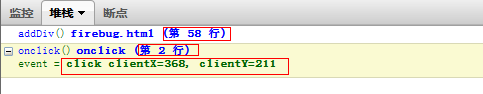 监控 堆栈 断点
addDiv() firebug.html (第 58 行)
onclick() onclick (第 2 行)
event = click clientX=368, clientY=211